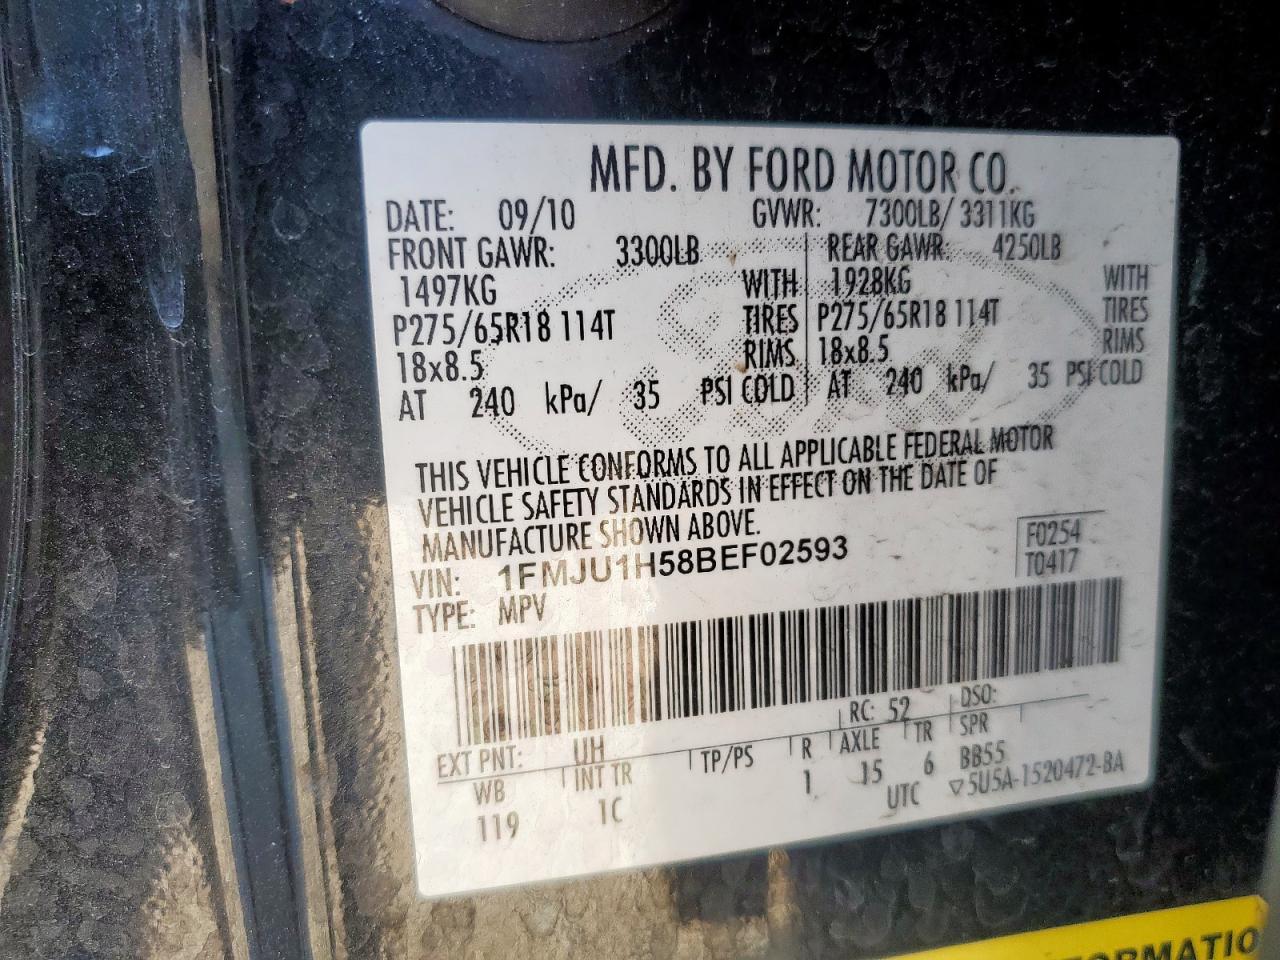 MFD. BY FORD MOTOR CO.
DATE: 09/10 GVWR: 7300LB/ 3311KG
FRONT GAWR: 3300LB REAR GAWR: 4250LB
1497KG WITH 1928KG WITH
P275/65R18 114T TIRES P275/65R18 114T TIRES
18x8.5 RIMS 18x8.5 RIMS
AT 240 kPa/ 35 PSI COLD AT 240 kPa/ 35 PSI COLD
THIS VEHICLE CONFORMS TO ALL APPLICABLE FEDERAL MOTOR
VEHICLE SAFETY STANDARDS IN EFFECT ON THE DATE OF
MANUFACTURE SHOWN ABOVE.
F0254
VIN: 1FMJU1H58BEF02593
T0417
TYPE: MPV
EXT PNT: UH RC: 52 DSO:
WB INT TR TP/PS R AXLE TR SPR
119 1C 1 15 6 BB55
UTC ▽5U5A-1520472-BA